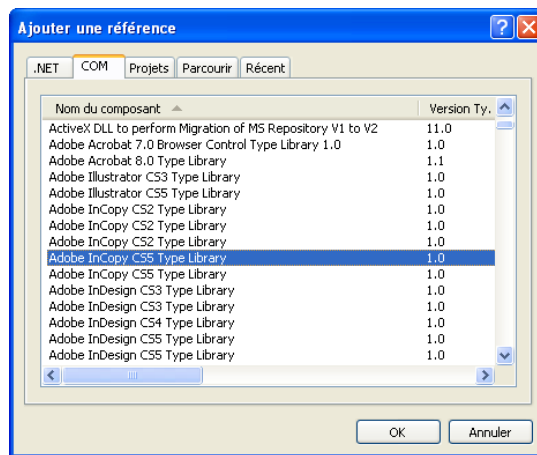 Ajouter une référence
.NET COM Projets Parcourir Récent
Nom du composant Version Ty.
ActiveX DLL to perform Migration of MS Repository V1 to V2 11.0
Adobe Acrobat 7.0 Browser Control Type Library 1.0 1.0
Adobe Acrobat 8.0 Type Library 1.1
Adobe Illustrator CS3 Type Library 1.0
Adobe Illustrator CS5 Type Library 1.0
Adobe InCopy CS2 Type Library 1.0
Adobe InCopy CS2 Type Library 1.0
Adobe InCopy CS2 Type Library 1.0
Adobe InCopy CS5 Type Library 1.0
Adobe InCopy CS5 Type Library 1.0
Adobe InDesign CS3 Type Library 1.0
Adobe InDesign CS3 Type Library 1.0
Adobe InDesign CS4 Type Library 1.0
Adobe InDesign CS5 Type Library 1.0
Adobe InDesign CS5 Type Library 1.0
OK Annuler